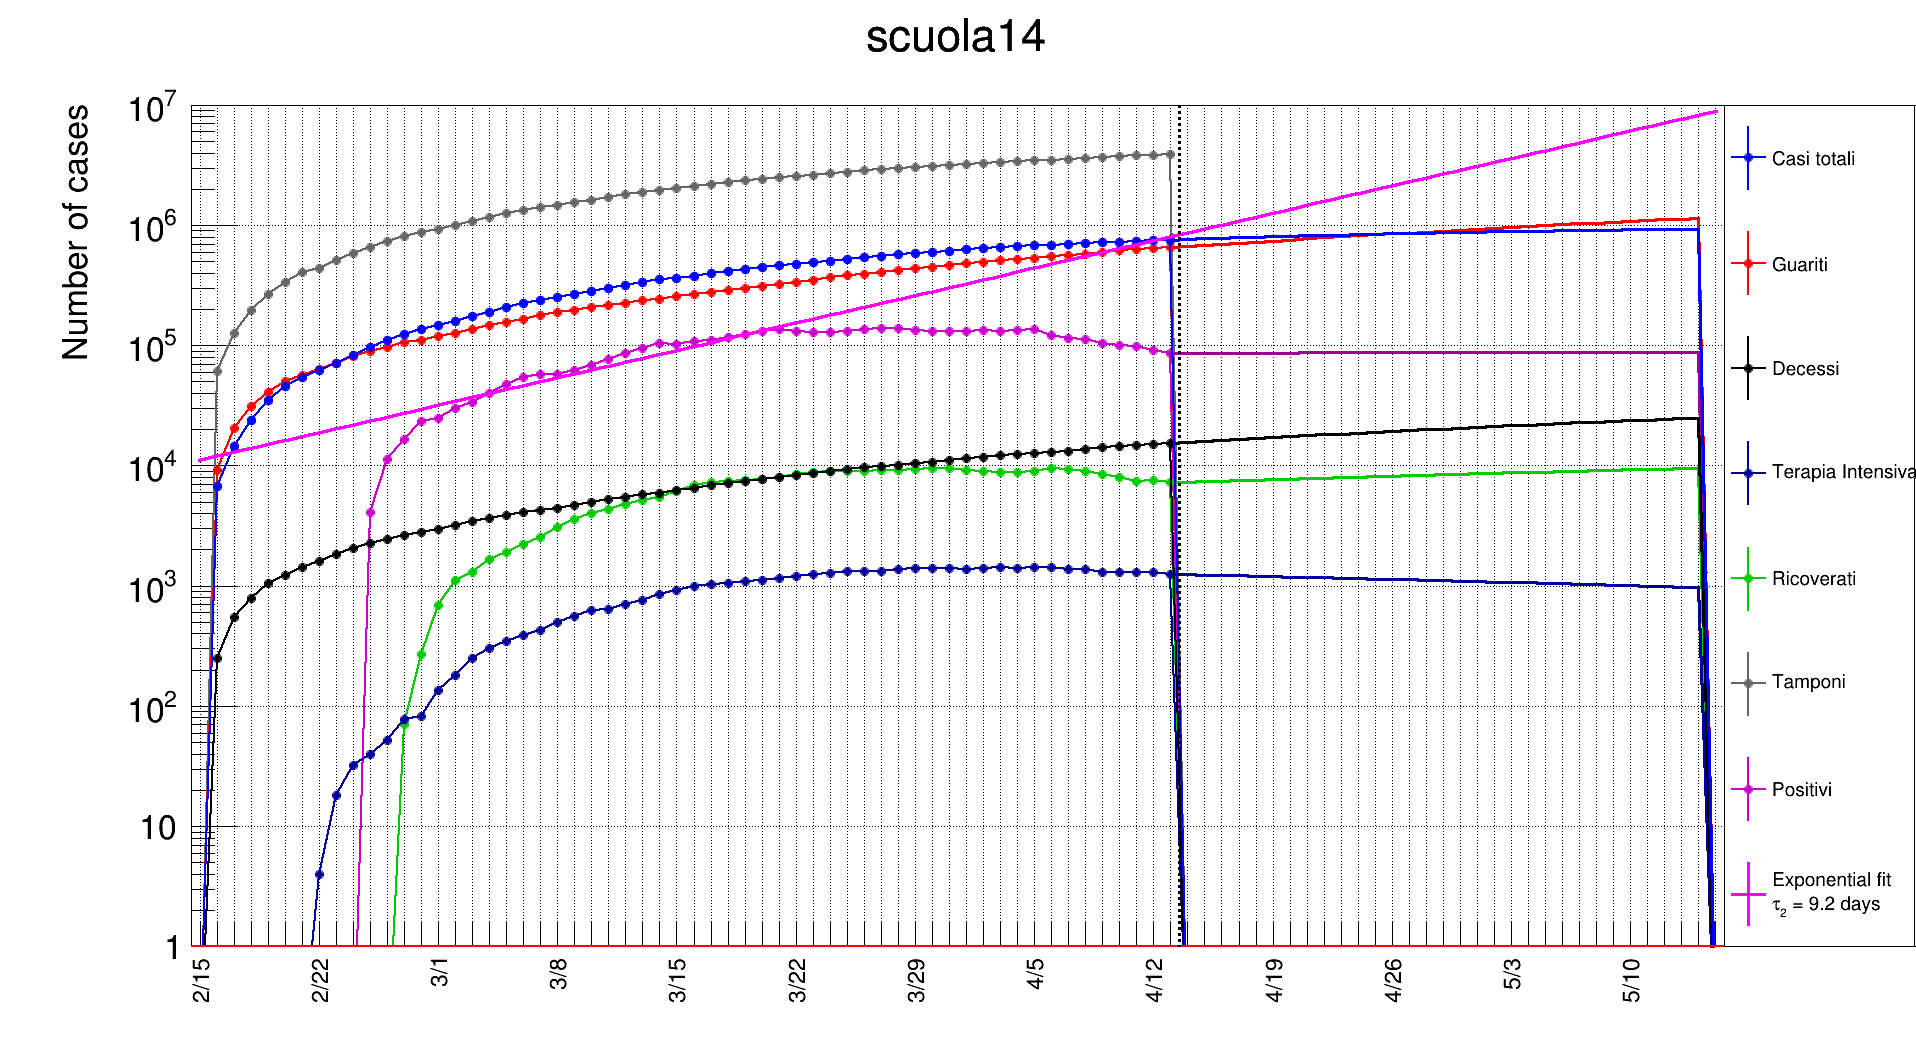 scuola14
Number of cases
10^7
10^6
10^5
10^4
10^3
10^2
10
1
2/15
2/22
3/1
3/8
3/15
3/22
3/29
4/5
4/12
4/19
4/26
5/3
5/10
Casi totali
Guariti
Decessi
Terapia Intensiva
Ricoverati
Tamponi
Positivi
Exponential fit
τ₂ = 9.2 days